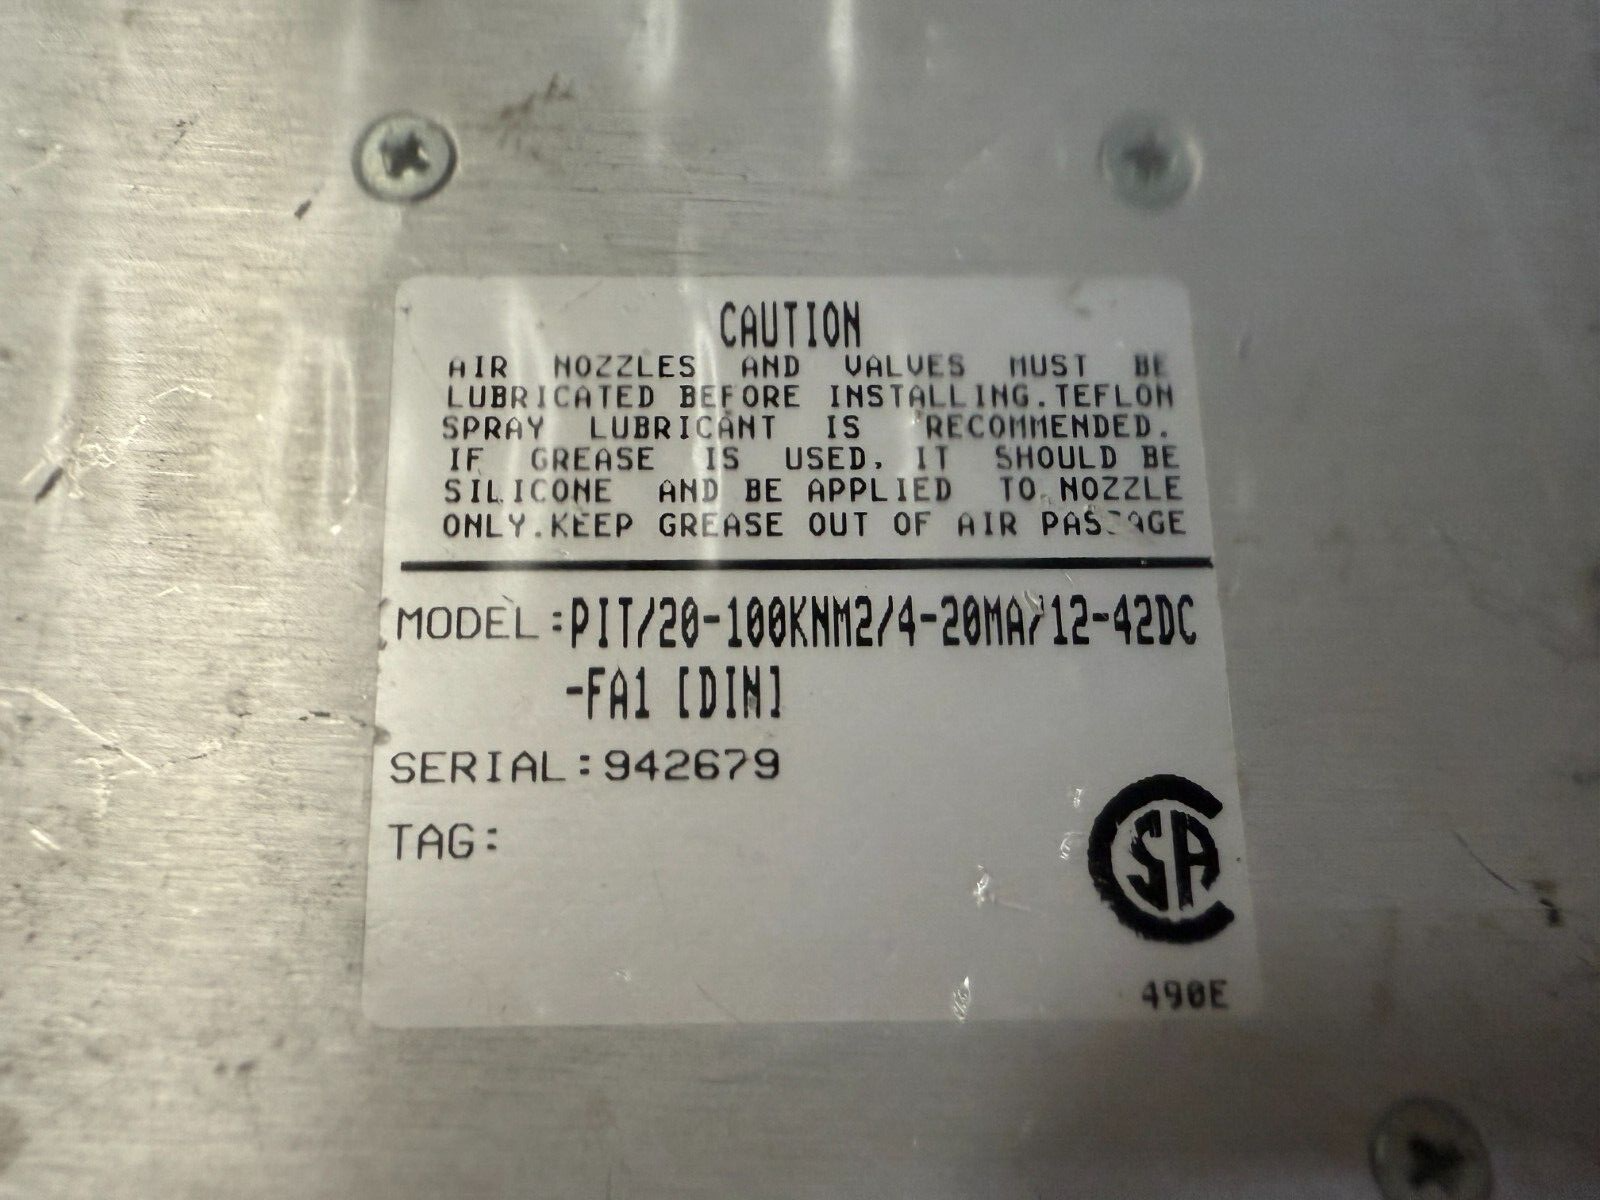 CAUTION
AIR NOZZLES AND VALVES MUST BE
LUBRICATED BEFORE INSTALLING.TEFLON
SPRAY LUBRICANT IS RECOMMENDED.
IF GREASE IS USED, IT SHOULD BE
SILICONE AND BE APPLIED TO NOZZLE
ONLY.KEEP GREASE OUT OF AIR PASSAGE
MODEL:PIT/20-100KNM2/4-20MA/12-42DC
-FA1 [DIN]
SERIAL:942679
TAG:
CSA
490E